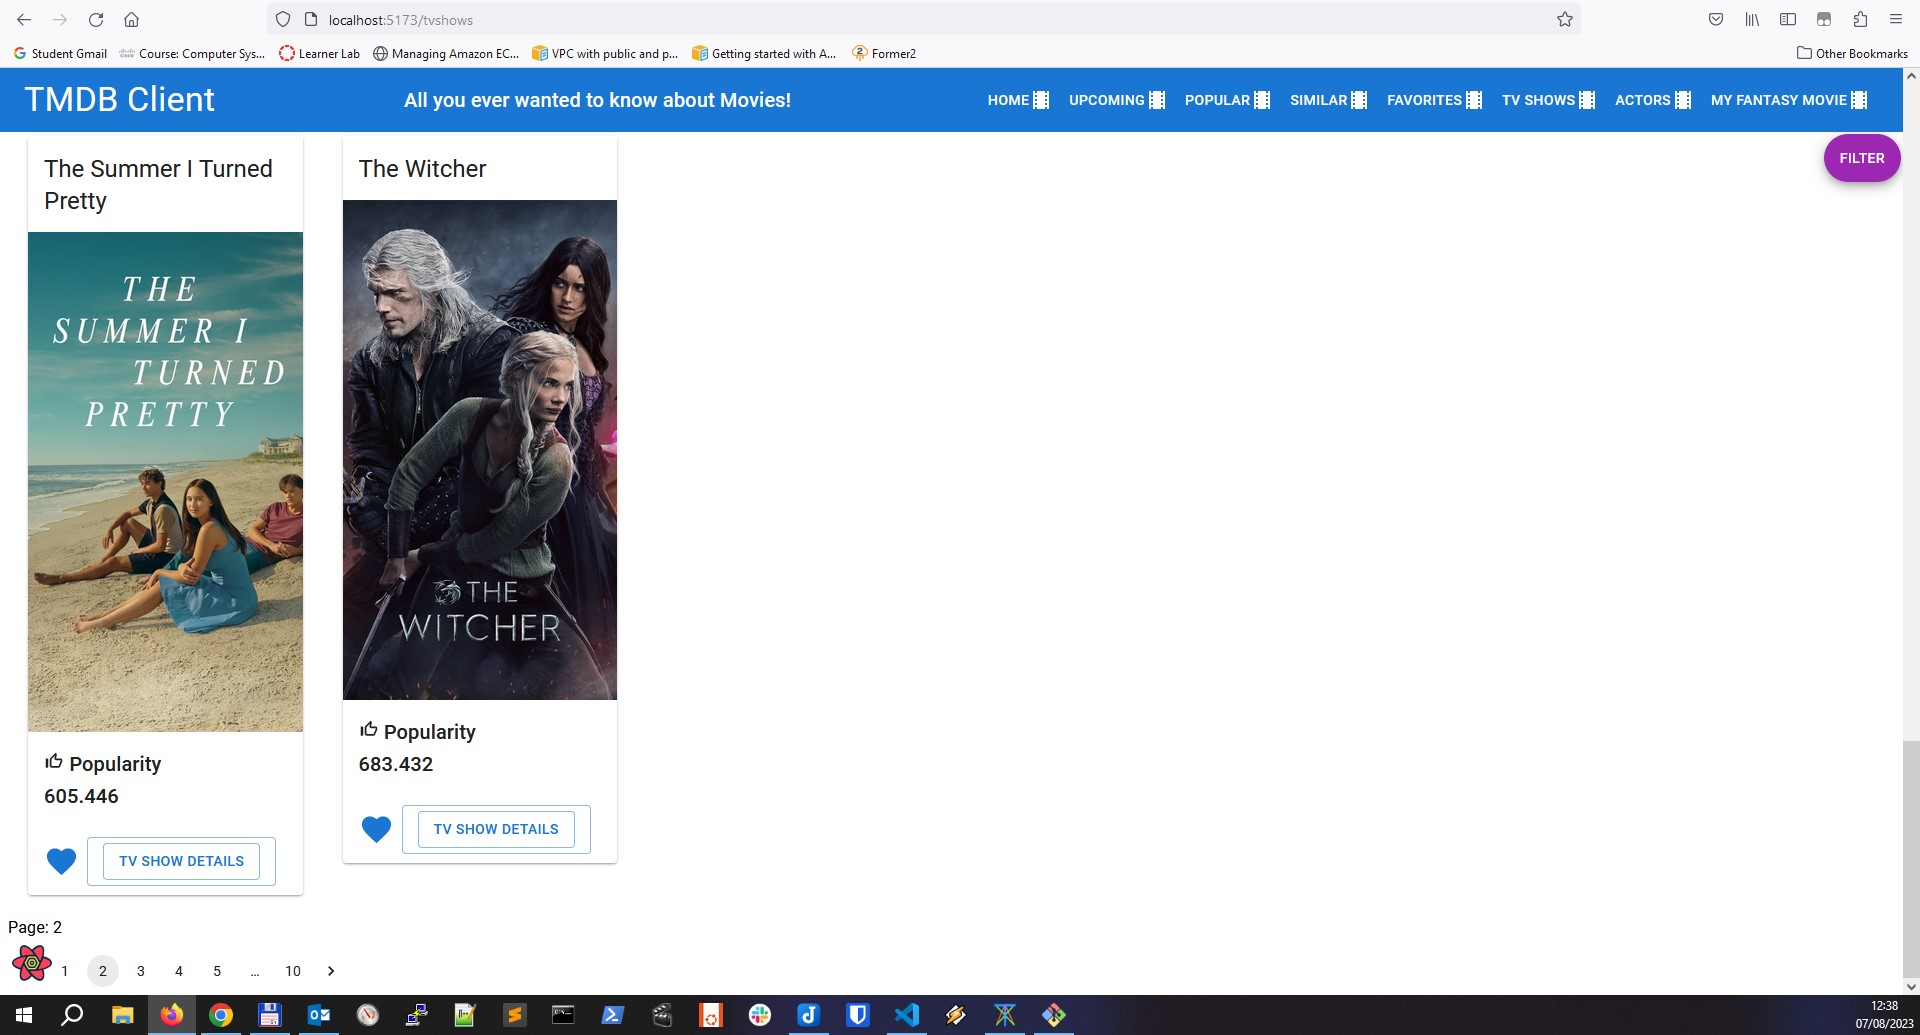 localhost:5173/tvshows
Student Gmail
Course: Computer Sys...
Learner Lab
Managing Amazon EC...
VPC with public and p...
Getting started with A...
Former2
Other Bookmarks
TMDB Client
All you ever wanted to know about Movies!
HOME
UPCOMING
POPULAR
SIMILAR
FAVORITES
TV SHOWS
ACTORS
MY FANTASY MOVIE
FILTER
The Summer I Turned
Pretty
THE
SUMMER I
TURNED
PRETTY
Popularity
605.446
TV SHOW DETAILS
The Witcher
THE
WITCHER
Popularity
683.432
TV SHOW DETAILS
Page: 2
1 2 3 4 5 ... 10
12:38
07/08/2023